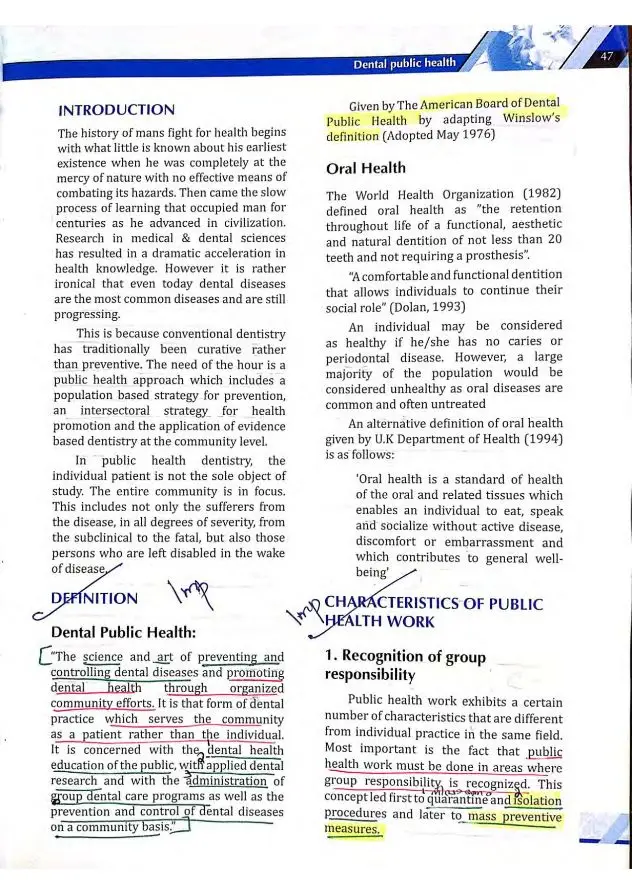 Dental public health
47
INTRODUCTION
The history of mans fight for health begins
with what little is known about his earliest
existence when he was completely at the
mercy of nature with no effective means of
combating its hazards. Then came the slow
process of learning that occupied man for
centuries as he advanced in civilization.
Research in medical & dental sciences
has resulted in a dramatic acceleration in
health knowledge. However it is rather
ironical that even today dental diseases
are the most common diseases and are still
progressing.
This is because conventional dentistry
has traditionally been curative rather
than preventive. The need of the hour is a
public health approach which includes a
population based strategy for prevention,
an intersectoral strategy for health
promotion and the application of evidence
based dentistry at the community level.
In public health dentistry, the
individual patient is not the sole object of
study. The entire community is in focus.
This includes not only the sufferers from
the disease, in all degrees of severity, from
the subclinical to the fatal, but also those
persons who are left disabled in the wake
of disease.
DEFINITION
Imp
Dental Public Health:
"The science and art of preventing and
controlling dental diseases and promoting
dental health through organized
community efforts. It is that form of dental
practice which serves the community
as a patient rather than the individual.
It is concerned with the dental health
education of the public, with applied dental
research and with the administration of
group dental care programs as well as the
prevention and control of dental diseases
on a community basis."
Given by The American Board of Dental
Public Health by adapting Winslow's
definition (Adopted May 1976)
Oral Health
The World Health Organization (1982)
defined oral health as "the retention
throughout life of a functional, aesthetic
and natural dentition of not less than 20
teeth and not requiring a prosthesis".
"A comfortable and functional dentition
that allows individuals to continue their
social role" (Dolan, 1993)
An individual may be considered
as healthy if he/she has no caries or
periodontal disease. However, a large
majority of the population would be
considered unhealthy as oral diseases are
common and often untreated
An alternative definition of oral health
given by U.K Department of Health (1994)
is as follows:
'Oral health is a standard of health
of the oral and related tissues which
enables an individual to eat, speak
and socialize without active disease,
discomfort or embarrassment and
which contributes to general well-
being'
Imp
CHARACTERISTICS OF PUBLIC
HEALTH WORK
1. Recognition of group
responsibility
Public health work exhibits a certain
number of characteristics that are different
from individual practice in the same field.
Most important is the fact that public
health work must be done in areas where
group responsibility is recognized. This
concept led first to quarantine and isolation
procedures and later to mass preventive
measures.